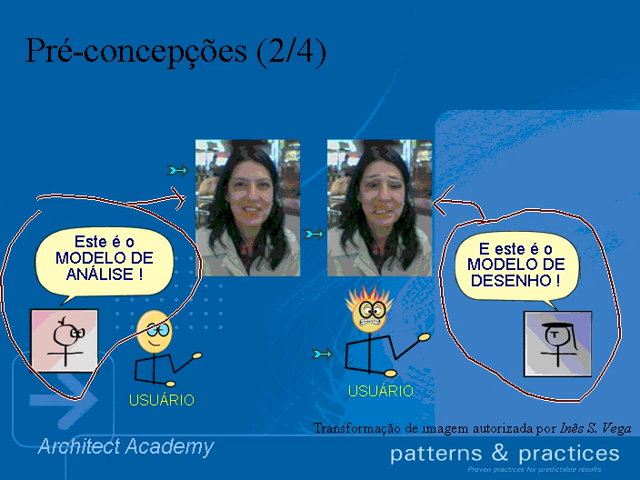 Pré-concepções (2/4)
Este é o
MODELO DE
ANÁLISE !
E este é o
MODELO DE
DESENHO !
USUÁRIO
USUÁRIO
Transformação de imagem autorizada por Inês S. Vega
Architect Academy
patterns & practices
Proven practices for predictable results